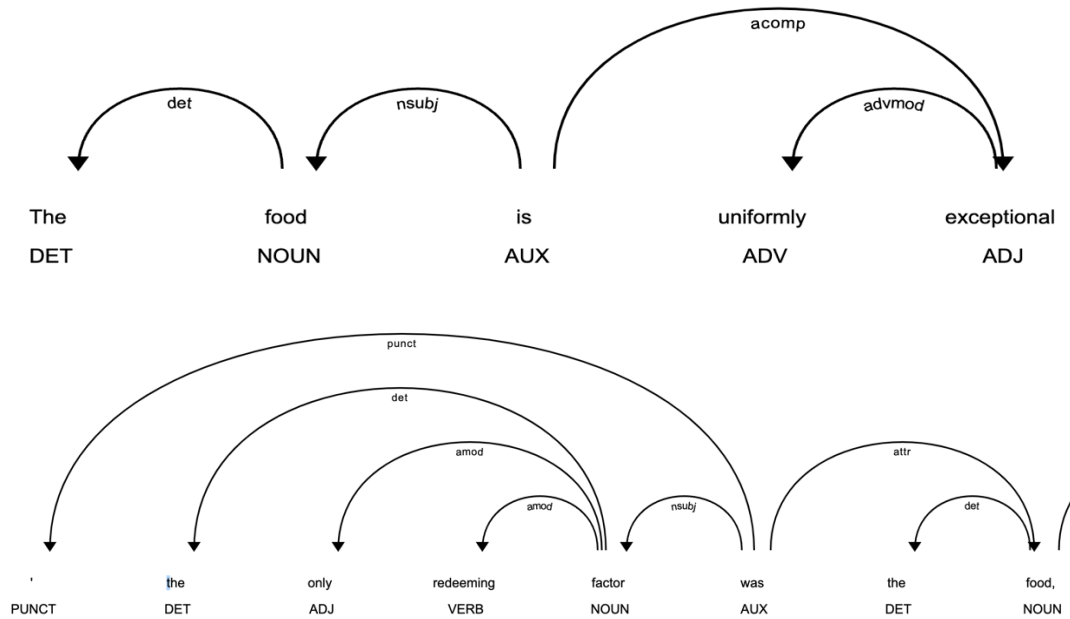 acomp
det nsubj advmod
The food is uniformly exceptional
DET NOUN AUX ADV ADJ
punct
det
amod attr
amod nsubj det
' the only redeeming factor was the food,
PUNCT DET ADJ VERB NOUN AUX DET NOUN